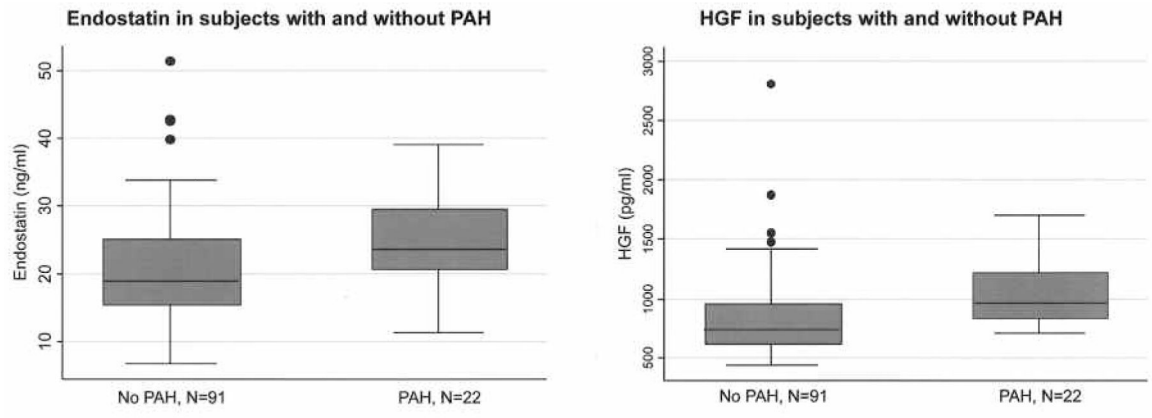 Endostatin in subjects with and without PAH
Endostatin (ng/ml)
50
40
30
20
10
No PAH, N=91
PAH, N=22
HGF in subjects with and without PAH
HGF (pg/ml)
3000
2500
2000
1500
1000
500
No PAH, N=91
PAH, N=22